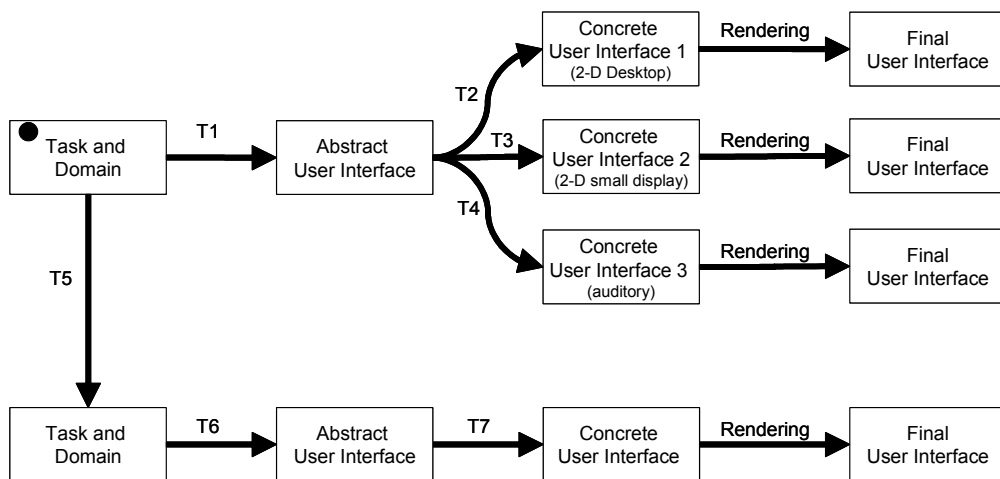 Concrete
User Interface 1
(2-D Desktop)
Rendering
Final
User Interface
T2
Task and
Domain
T1
Abstract
User Interface
T3
Concrete
User Interface 2
(2-D small display)
Rendering
Final
User Interface
T4
Concrete
User Interface 3
(auditory)
Rendering
Final
User Interface
T5
Task and
Domain
T6
Abstract
User Interface
T7
Concrete
User Interface
Rendering
Final
User Interface